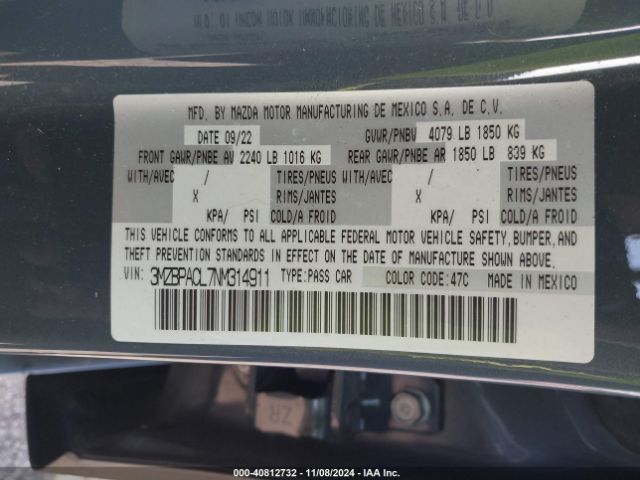 MFD. BY MAZDA MOTOR MANUFACTURING DE MEXICO S.A. DE C.V.
DATE 09/22 GVWR/PNBV 4079 LB 1850 KG
FRONT GAWR/PNBE AV 2240 LB 1016 KG REAR GAWR/PNBE AR 1850 LB 839 KG
WITH/AVEC / TIRES/PNEUS WITH/AVEC / TIRES/PNEUS
X RIMS/JANTES X RIMS/JANTES
KPA/ PSI COLD/A FROID KPA/ PSI COLD/A FROID
THIS VEHICLE CONFORMS TO ALL APPLICABLE FEDERAL MOTOR VEHICLE SAFETY, BUMPER, AND
THEFT PREVENTION STANDARDS IN EFFECT ON THE DATE OF MANUFACTURE SHOWN ABOVE.
VIN: 3MZBPACL7NM314911 TYPE:PASS CAR COLOR CODE:47C MADE IN MEXICO
ZR
000-40812732 - 11/08/2024 - IAA Inc.